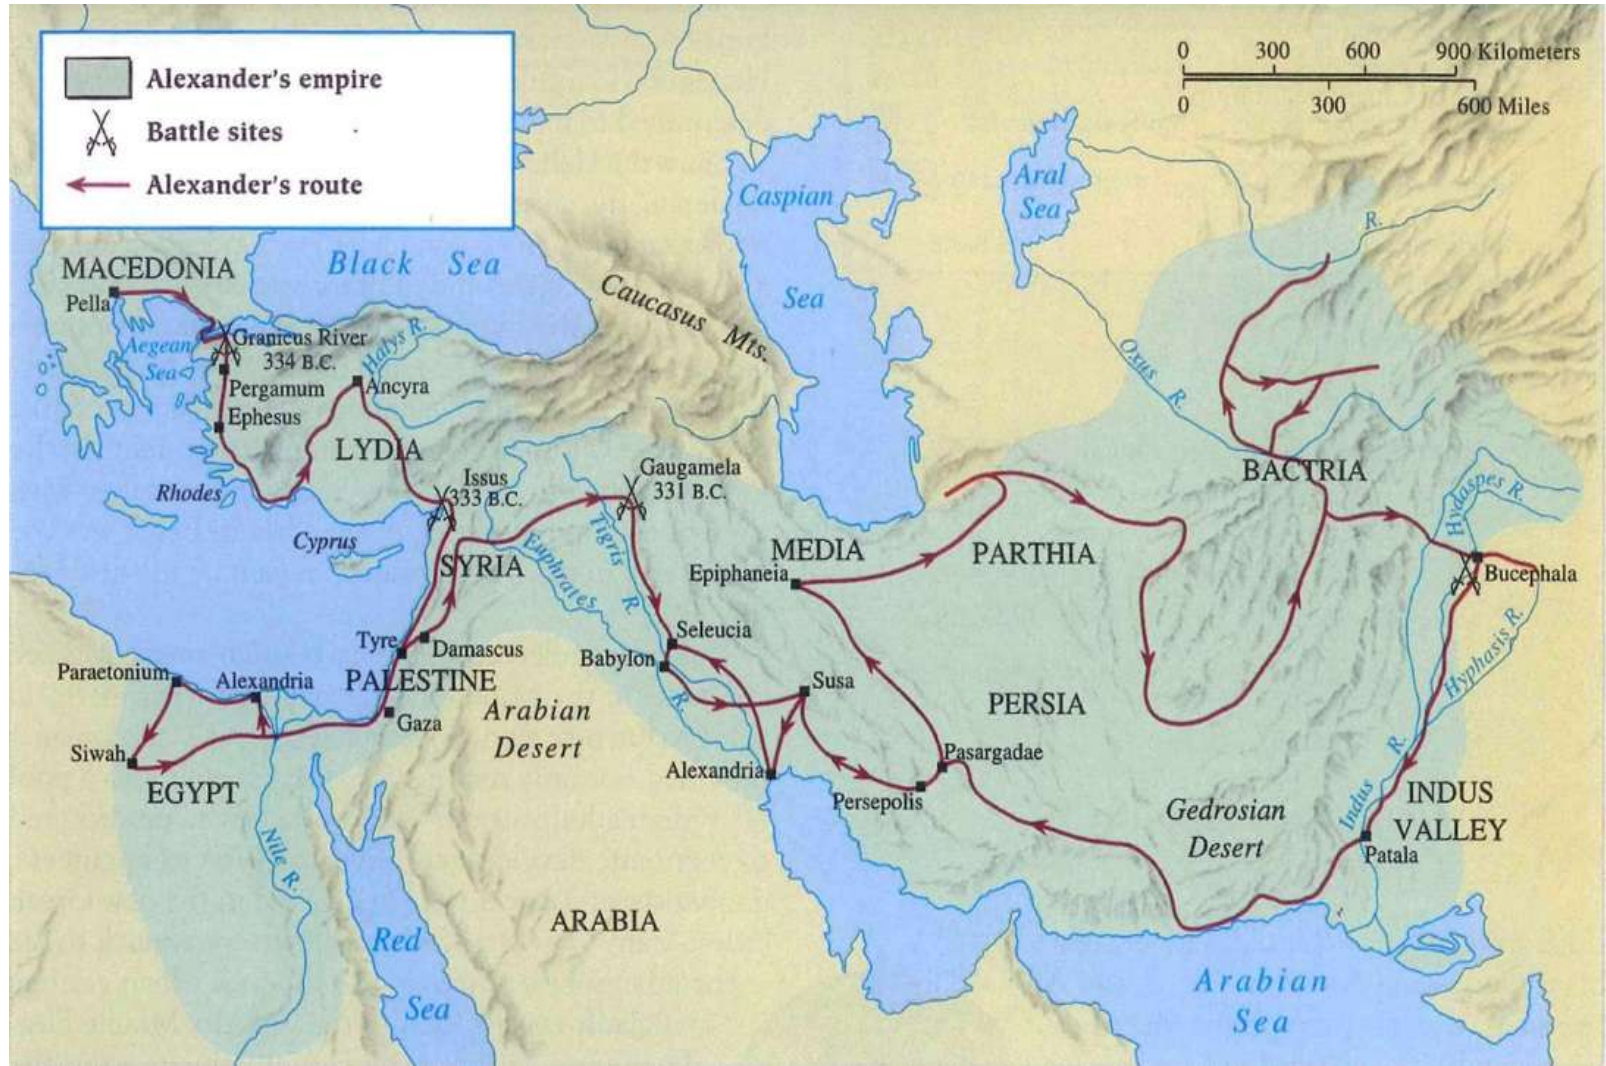 Alexander's empire
Battle sites
Alexander's route
0 300 600 900 Kilometers
0 300 600 Miles
Caspian
Sea
Aral
Sea
R.
Black Sea
MACEDONIA
Pella
Caucasus Mts.
Aegean
Sea
Granicus River
334 B.C.
Halys R.
Pergamum
Ancyra
Ephesus
Oxus R.
LYDIA
Issus
333 B.C.
Gaugamela
331 B.C.
BACTRIA
Rhodes
Hydaspes R.
Cyprus
SYRIA
Tigris
R.
Euphrates
R.
MEDIA
Epiphaneia
PARTHIA
Bucephala
Tyre
Damascus
Seleucia
Babylon
Hyphasis R.
Paraetonium
Alexandria
PALESTINE
Gaza
Arabian
Desert
Susa
PERSIA
Siwah
EGYPT
Alexandria
Pasargadae
Persepolis
Gedrosian
Desert
Indus
R.
INDUS
VALLEY
Patala
Nile R.
ARABIA
Red
Sea
Arabian
Sea